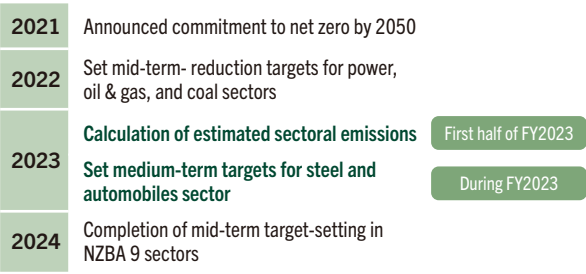 2021 Announced commitment to net zero by 2050
2022 Set mid-term- reduction targets for power,
oil & gas, and coal sectors
2023 Calculation of estimated sectoral emissions First half of FY2023
Set medium-term targets for steel and
automobiles sector During FY2023
2024 Completion of mid-term target-setting in
NZBA 9 sectors